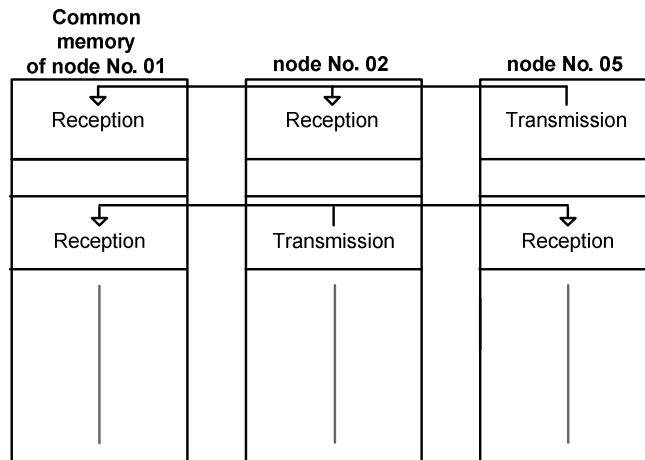 Common
memory
of node No. 01
node No. 02
node No. 05
Reception
Reception
Transmission
Reception
Transmission
Reception